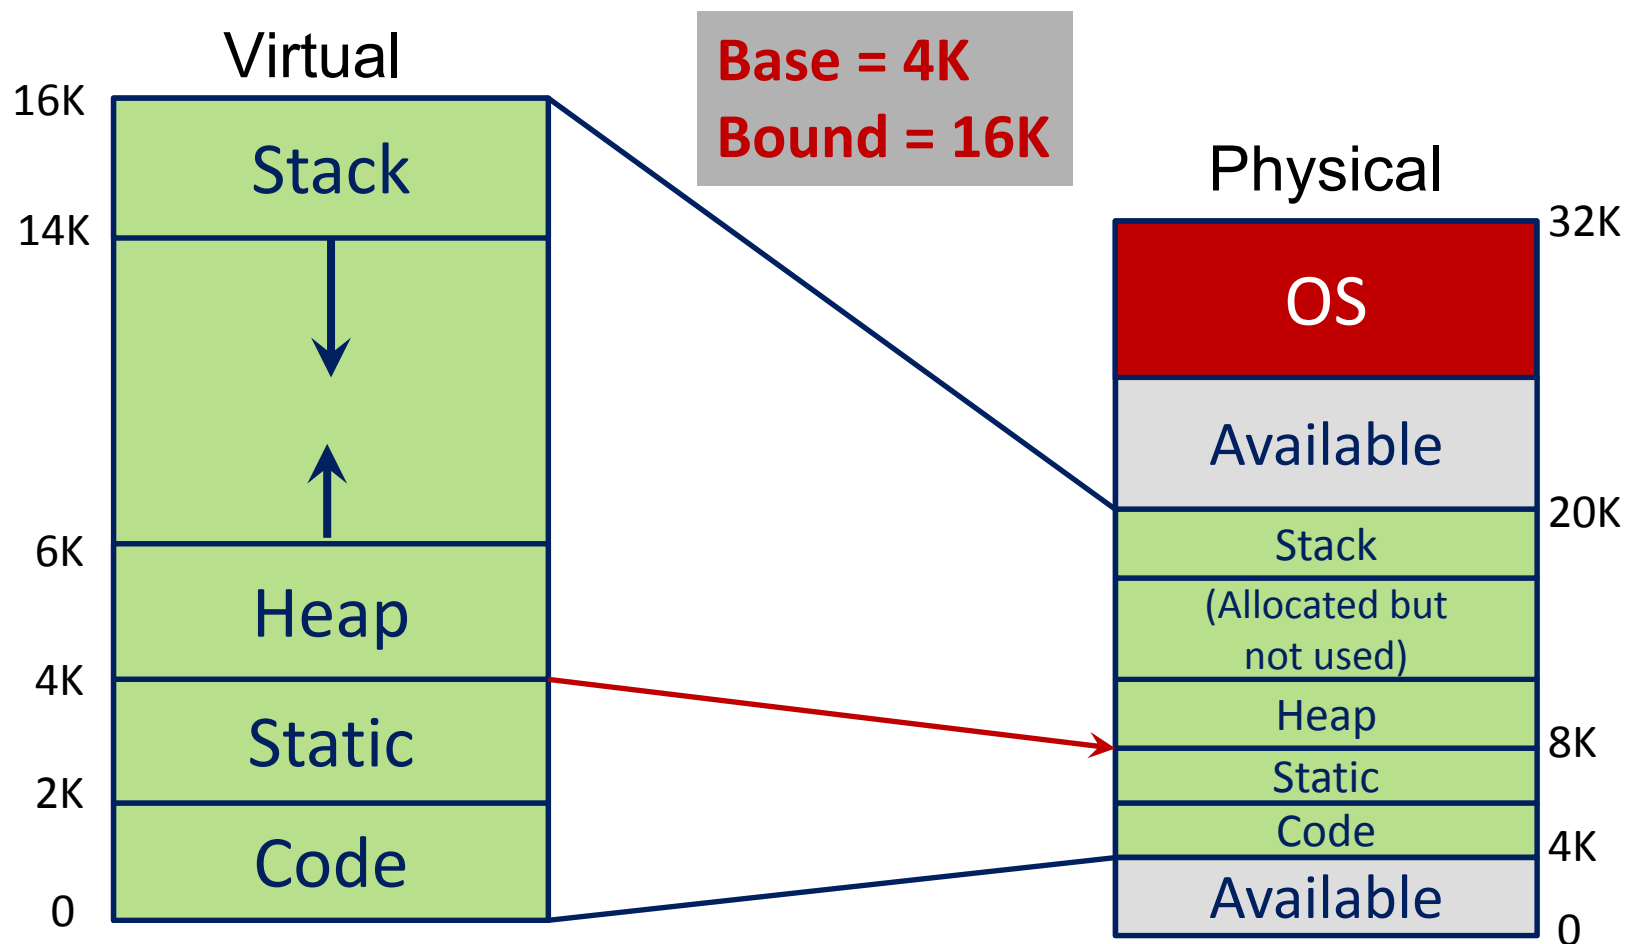 Virtual
16K
Stack
14K
6K
Heap
4K
Static
2K
Code
0
Base = 4K
Bound = 16K
Physical
32K
OS
Available
20K
Stack
(Allocated but
not used)
Heap
8K
Static
Code
4K
Available
0